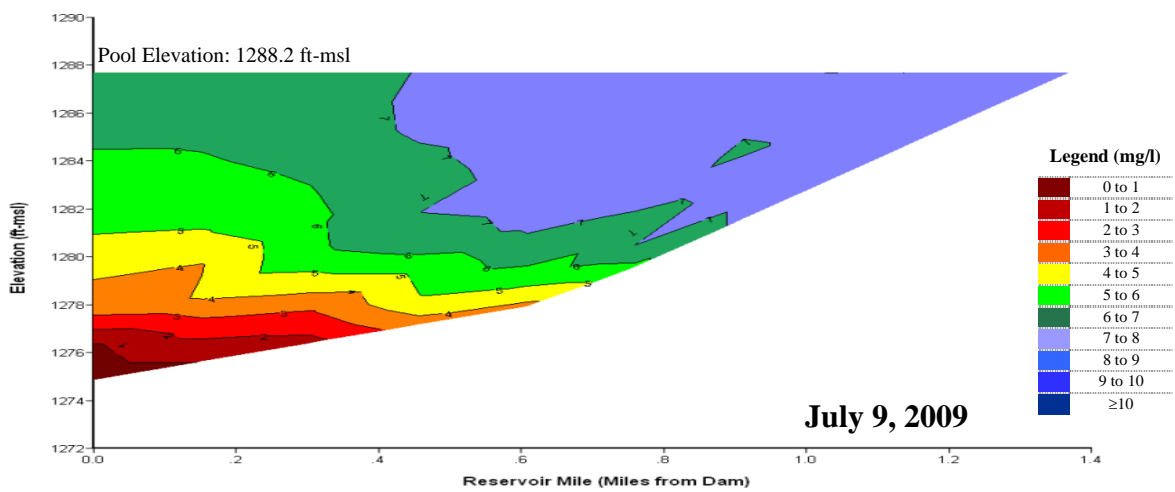 1290
Pool Elevation: 1288.2 ft-msl
1288
1286
1284
1282
1280
1278
1276
1274
1272
Elevation (ft-msl)
0.0 .2 .4 .6 .8 1.0 1.2 1.4
Reservoir Mile (Miles from Dam)
July 9, 2009
Legend (mg/l)
0 to 1
1 to 2
2 to 3
3 to 4
4 to 5
5 to 6
6 to 7
7 to 8
8 to 9
9 to 10
≥10